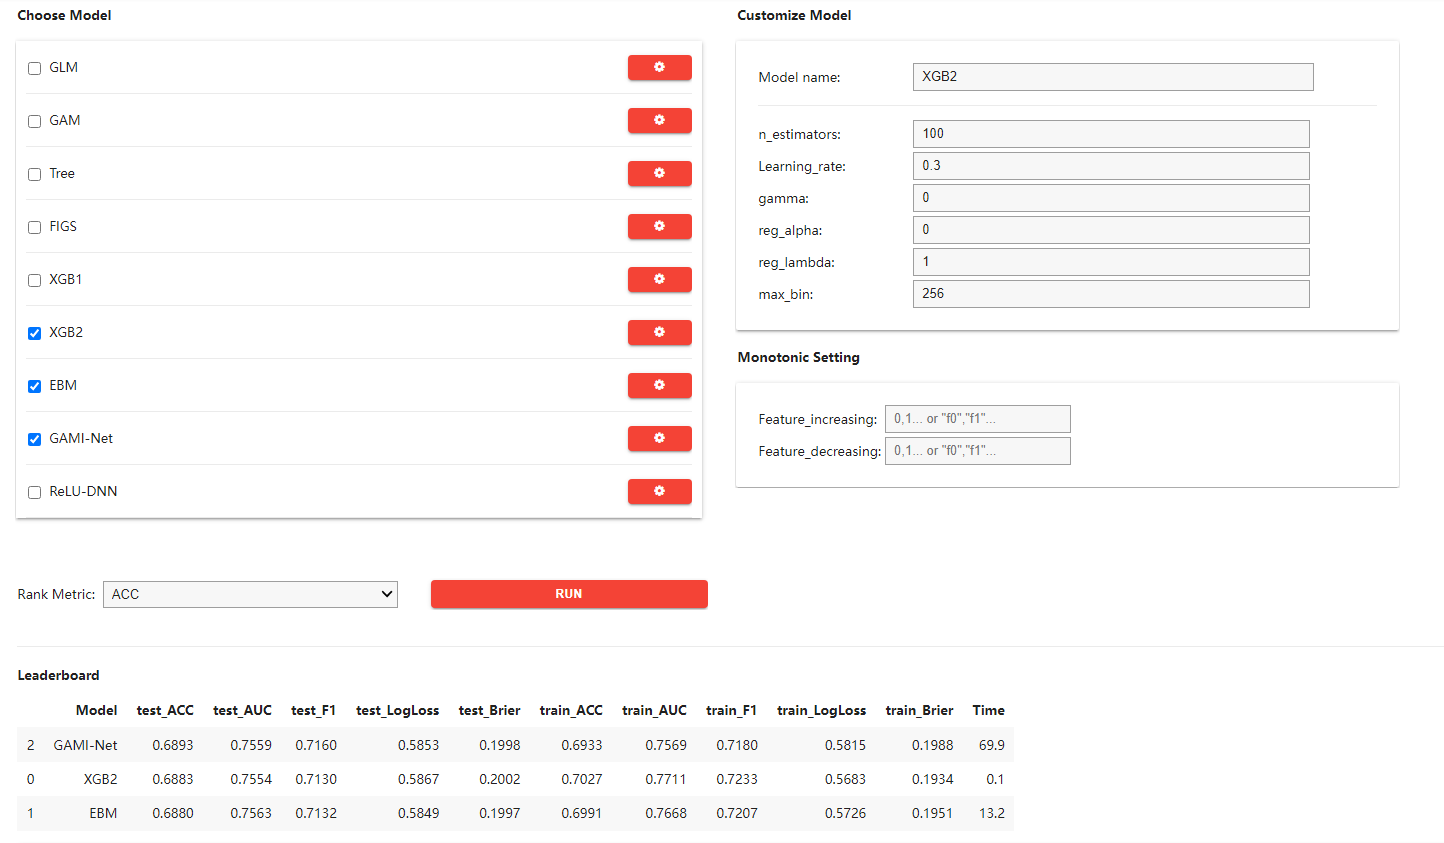 Choose Model
GLM
GAM
Tree
FIGS
XGB1
XGB2
EBM
GAMI-Net
ReLU-DNN
Customize Model
Model name: XGB2
n_estimators: 100
Learning_rate: 0.3
gamma: 0
reg_alpha: 0
reg_lambda: 1
max_bin: 256
Monotonic Setting
Feature_increasing: 0,1... or "f0","f1"...
Feature_decreasing: 0,1... or "f0","f1"...
Rank Metric: ACC RUN
Leaderboard
Model test_ACC test_AUC test_F1 test_LogLoss test_Brier train_ACC train_AUC train_F1 train_LogLoss train_Brier Time
2 GAMI-Net 0.6893 0.7559 0.7160 0.5853 0.1998 0.6933 0.7569 0.7180 0.5815 0.1988 69.9
0 XGB2 0.6883 0.7554 0.7130 0.5867 0.2002 0.7027 0.7711 0.7233 0.5683 0.1934 0.1
1 EBM 0.6880 0.7563 0.7132 0.5849 0.1997 0.6991 0.7668 0.7207 0.5726 0.1951 13.2